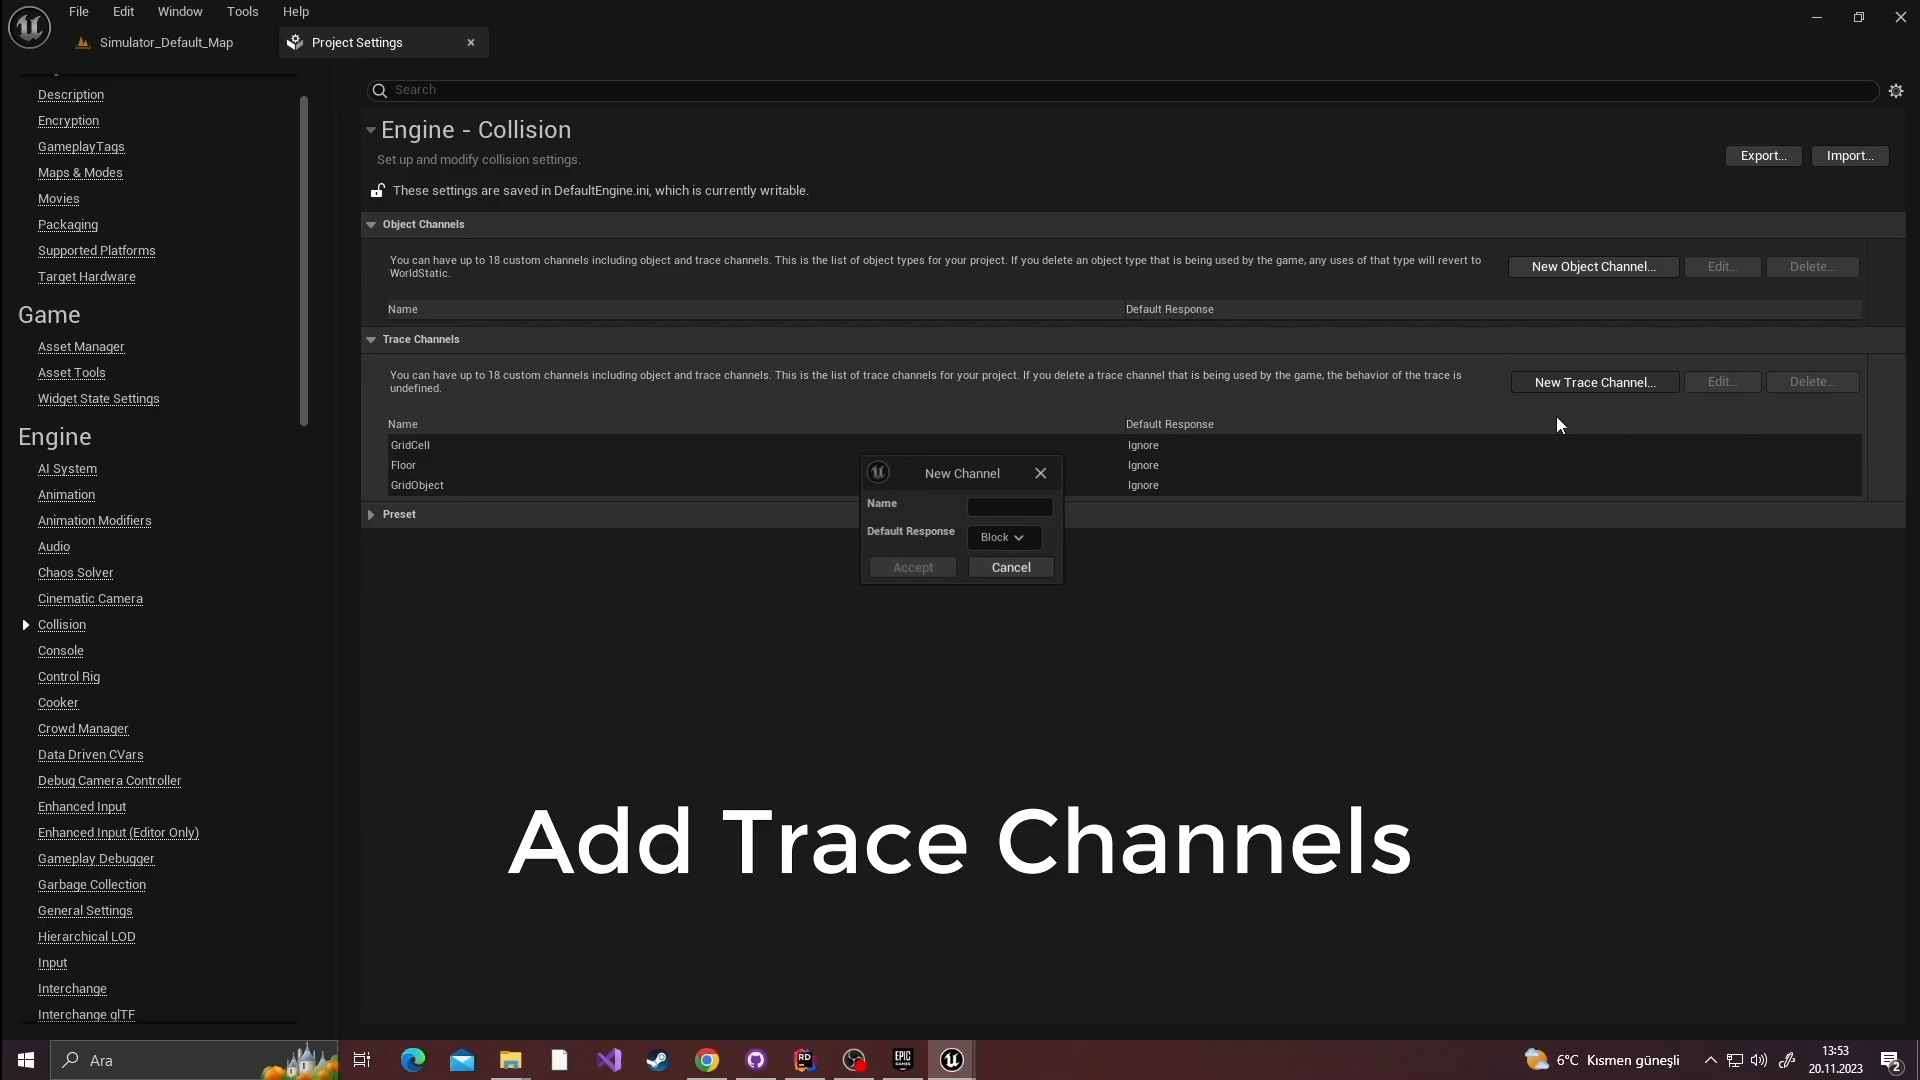 File Edit Window Tools Help
Simulator_Default_Map
Project Settings
Description
Encryption
GameplayTags
Maps & Modes
Movies
Packaging
Supported Platforms
Target Hardware
Game
Asset Manager
Asset Tools
Widget State Settings
Engine
AI System
Animation
Animation Modifiers
Audio
Chaos Solver
Cinematic Camera
Collision
Console
Control Rig
Cooker
Crowd Manager
Data Driven CVars
Debug Camera Controller
Enhanced Input
Enhanced Input (Editor Only)
Gameplay Debugger
Garbage Collection
General Settings
Hierarchical LOD
Input
Interchange
Interchange glTF
Search
Engine - Collision
Set up and modify collision settings.
Export... Import...
These settings are saved in DefaultEngine.ini, which is currently writable.
Object Channels
You can have up to 18 custom channels including object and trace channels. This is the list of object types for your project. If you delete an object type that is being used by the game, any uses of that type will revert to
WorldStatic.
New Object Channel... Edit... Delete...
Name Default Response
Trace Channels
You can have up to 18 custom channels including object and trace channels. This is the list of trace channels for your project. If you delete a trace channel that is being used by the game, the behavior of the trace is
undefined.
New Trace Channel... Edit... Delete...
Name Default Response
GridCell Ignore
Floor Ignore
GridObject Ignore
Preset
New Channel
Name
Default Response Block
Accept Cancel
Add Trace Channels
Ara
RD
EPIC
GAMES
6°C Kısmen güneşli
13:53
20.11.2023
2